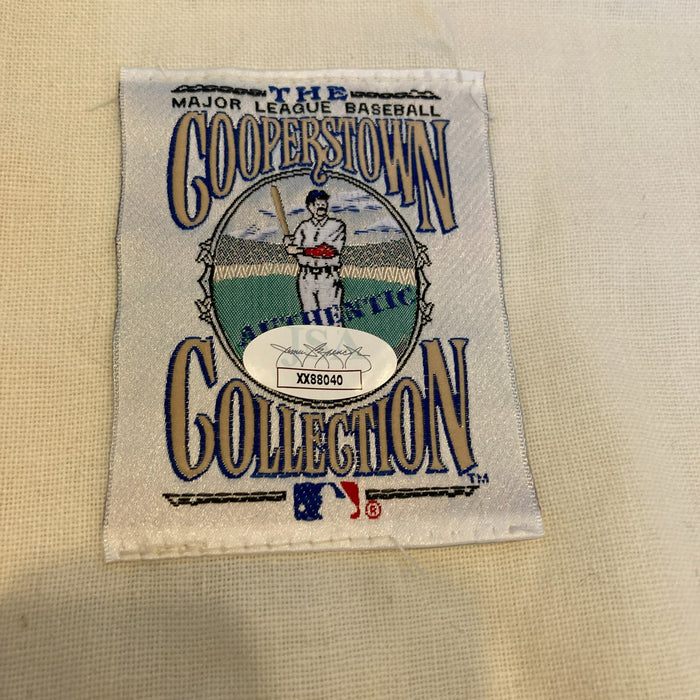 THE
MAJOR LEAGUE BASEBALL
COOPERSTOWN
AUTHENTIC
JSA
XX88040
COLLECTION
TM
®